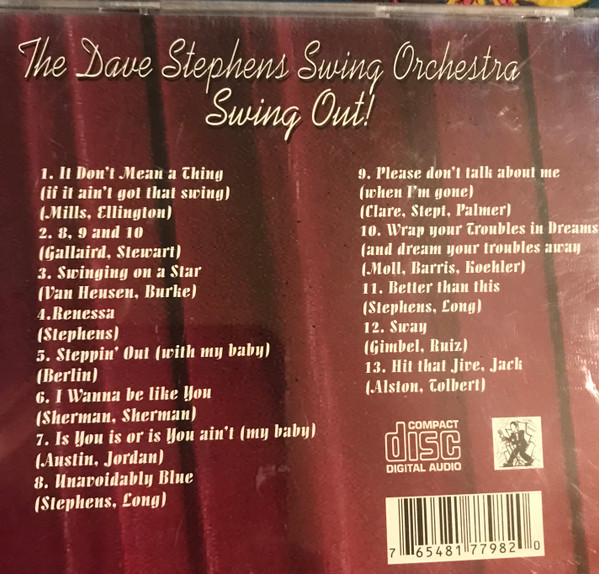 The Dave Stephens Swing Orchestra
Swing Out!
1. It Don't Mean a Thing
(if it ain't got that swing)
(Mills, Ellington)
2. 8, 9 and 10
(Gallaird, Stewart)
3. Swinging on a Star
(Van Heusen, Burke)
4.Renessa
(Stephens)
5. Steppin' Out (with my baby)
(Berlin)
6. I Wanna be like You
(Sherman, Sherman)
7. Is You is or is You ain't (my baby)
(Austin, Jordan)
8. Unavoidably Blue
(Stephens, Long)
9. Please don't talk about me
(when I'm gone)
(Clare, Stept, Palmer)
10. Wrap your Troubles in Dreams
(and dream your troubles away
(Moll, Barris, Koehler)
11. Better than this
(Stephens, Long)
12. Sway
(Gimbel, Ruiz)
13. Hit that Jive, Jack
(Alston, Tolbert)
COMPACT
disc
DIGITAL AUDIO
7 65481 77982 0